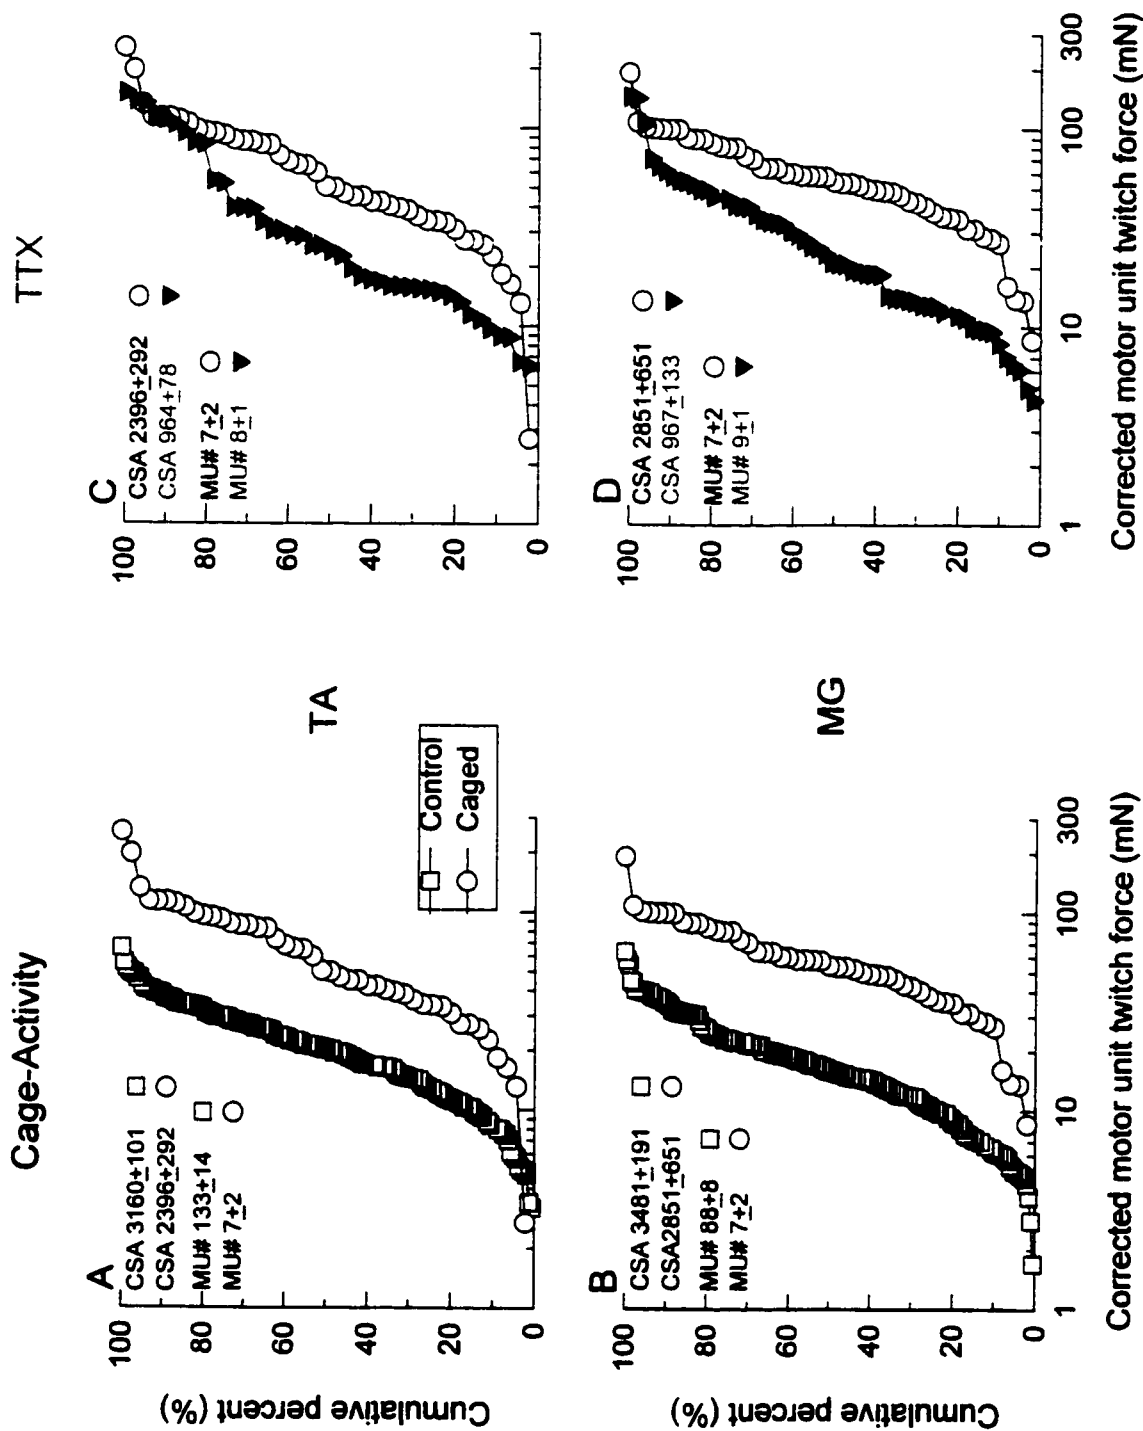 Cage-Activity
TTX
A
CSA 3160±101
CSA 2396±292
MU# 133±14
MU# 7±2
100
80
60
40
20
0
Cumulative percent (%)
TA
Control
Caged
C
CSA 2396±292
CSA 964±78
MU# 7±2
MU# 8±1
100
80
60
40
20
0
B
CSA 3481±191
CSA2851±651
MU# 88±8
MU# 7±2
100
80
60
40
20
0
Cumulative percent (%)
1
10
100
300
Corrected motor unit twitch force (mN)
MG
D
CSA 2851±651
CSA 967±133
MU# 7±2
MU# 9±1
100
80
60
40
20
0
1
10
100
300
Corrected motor unit twitch force (mN)